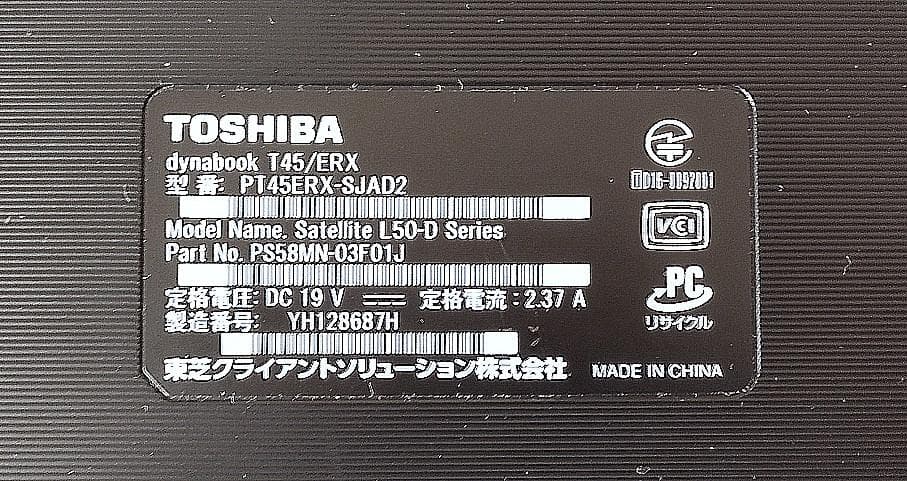 TOSHIBA
dynabook T45/ERX
型 番: PT45ERX-SJAD2
Model Name. Satellite L50-D Series
Part No. PS58MN-03F01J
定格電圧: DC 19 V 定格電流: 2.37 A
製造番号: YH128687H
東芝クライアントソリューション株式会社 MADE IN CHINA
D16-0097001
VCI
PC
リサイクル